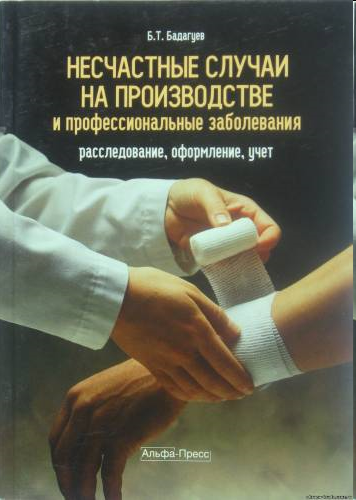 Б.Т. Бадагуев
НЕСЧАСТНЫЕ СЛУЧАИ
НА ПРОИЗВОДСТВЕ
и профессиональные заболевания
расследование, оформление, учет
Альфа-Пресс